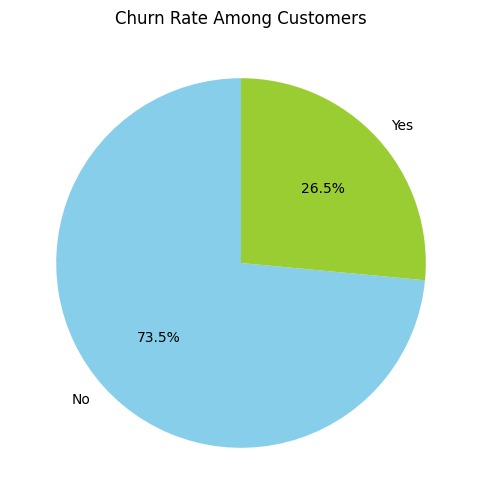 Churn Rate Among Customers
Yes
26.5%
73.5%
No